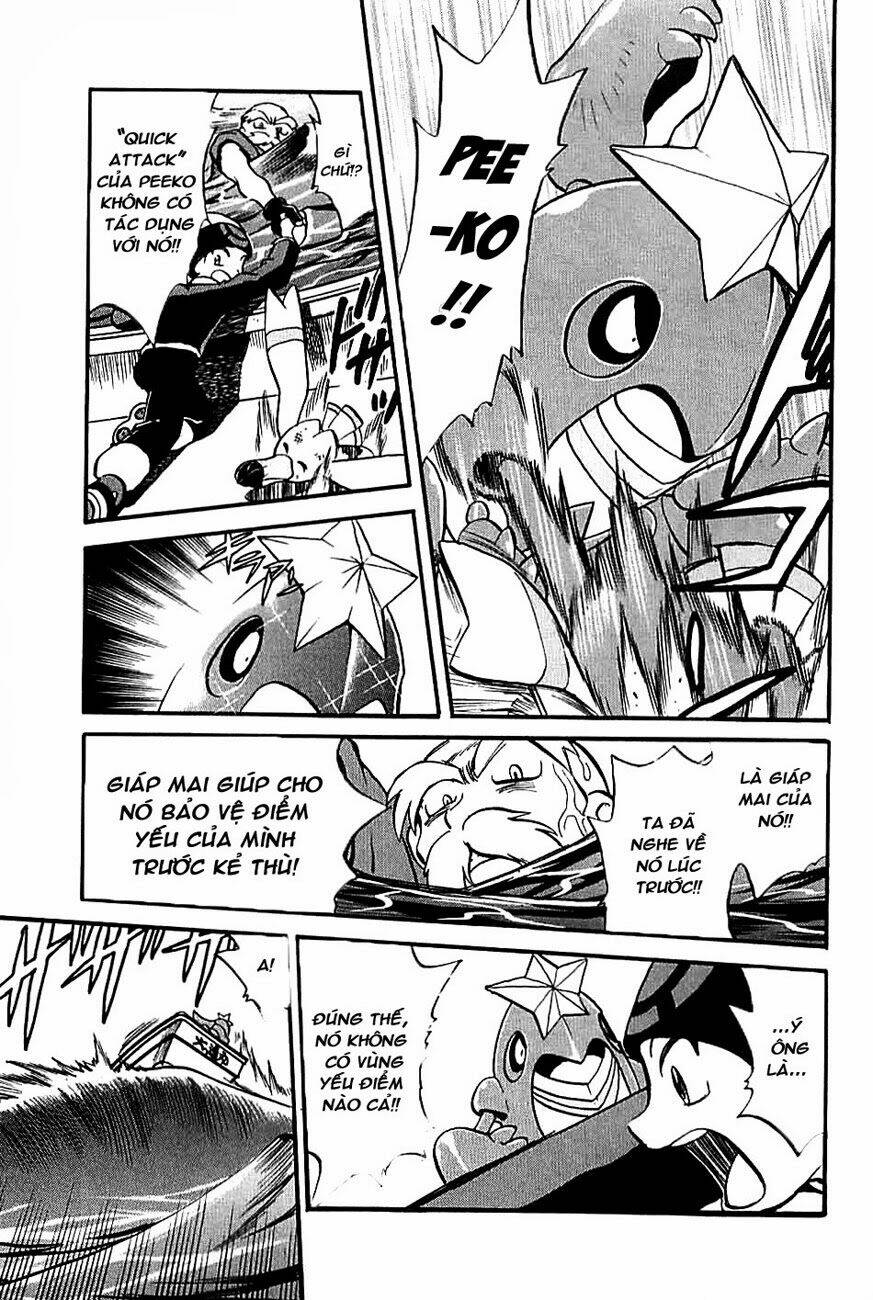 PEE
-KO
!!
GÌ
CHỨ!?
"QUICK
ATTACK"
CỦA PEEKO
KHÔNG CÓ
TÁC DỤNG
VỚI NÓ!!
LÀ GIÁP
MAI CỦA
NÓ!!
TA ĐÃ
NGHE VỀ
NÓ LÚC
TRƯỚC!!
GIÁP MAI GIÚP CHO
NÓ BẢO VỆ ĐIỂM
YẾU CỦA MÌNH
TRƯỚC KẺ THÙ!
...Ý
ÔNG
LÀ...
ĐÚNG THẾ,
NÓ KHÔNG
CÓ VÙNG
YẾU ĐIỂM
NÀO CẢ!!
A!